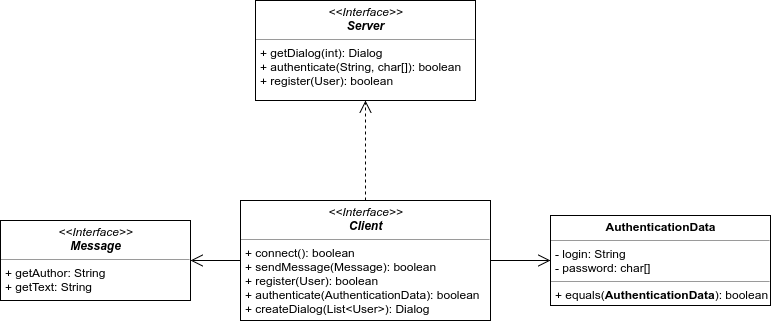 <<Interface>>
Server
+ getDialog(int): Dialog
+ authenticate(String, char[]): boolean
+ register(User): boolean
<<Interface>>
Message
+ getAuthor: String
+ getText: String
<<Interface>>
Client
+ connect(): boolean
+ sendMessage(Message): boolean
+ register(User): boolean
+ authenticate(AuthenticationData): boolean
+ createDialog(List<User>): Dialog
AuthenticationData
- login: String
- password: char[]
+ equals(AuthenticationData): boolean